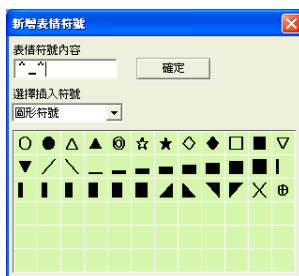 新增表情符號
表情符號內容
^_^
確定
選擇插入符號
圖形符號
○ ● △ ▲ ◎ ☆ ★ ◇ ◆ □ ■ ▽
▼ ╱ ╲ ▁ ▂ ▃ ▄ ▅ ▆ ▇ █ ▏
▎ ▍ ▌ ▋ ▊ ▉ ◢ ◣ ◥ ◤ ╳ ⊕